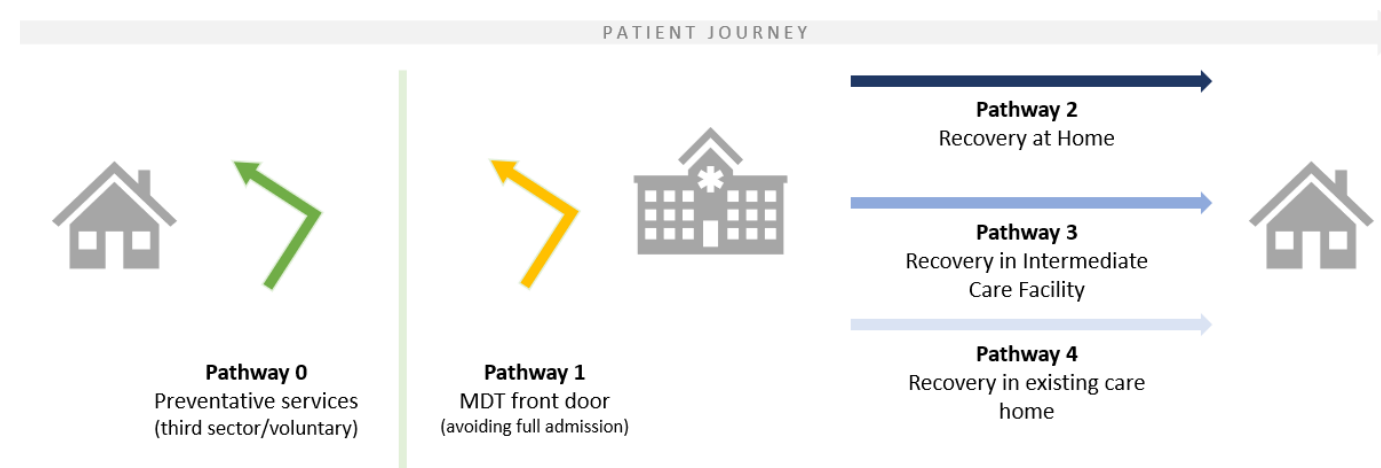 PATIENT JOURNEY
Pathway 0
Preventative services
(third sector/voluntary)
Pathway 1
MDT front door
(avoiding full admission)
Pathway 2
Recovery at Home
Pathway 3
Recovery in Intermediate
Care Facility
Pathway 4
Recovery in existing care
home